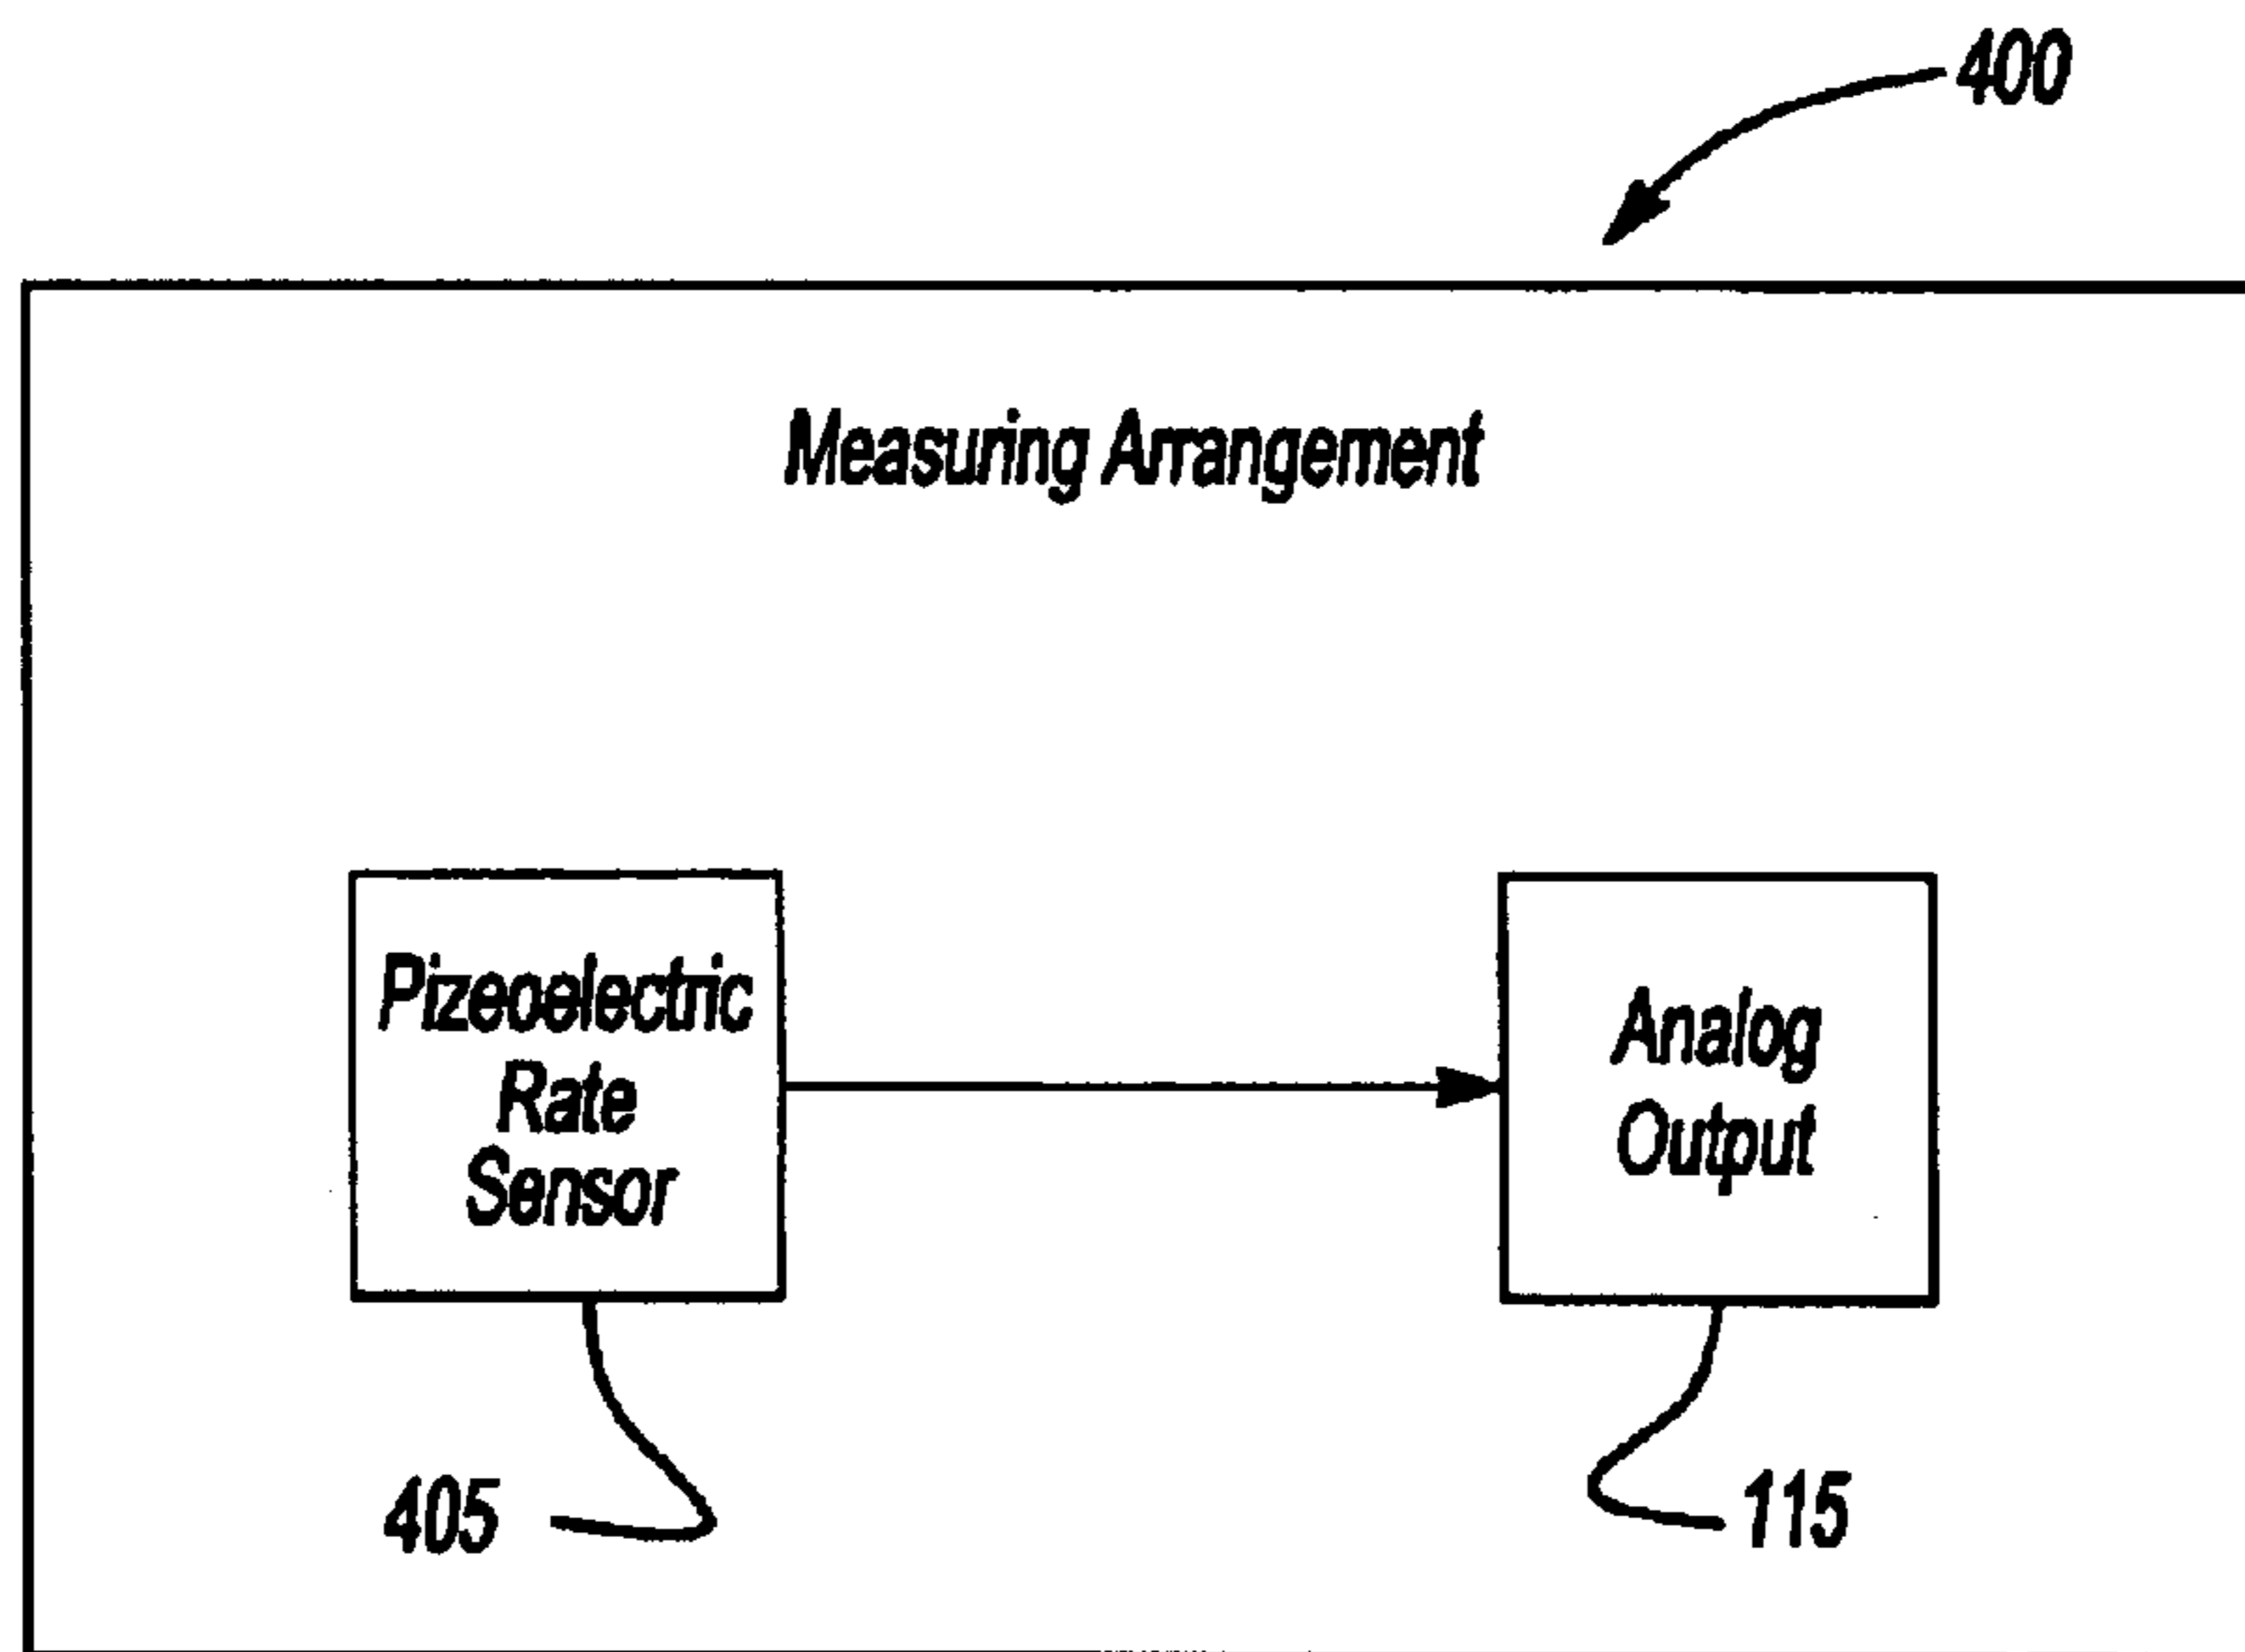 400
Measuring Arrangement
Pizeoelectric
Rate
Sensor
Analog
Output
405
115